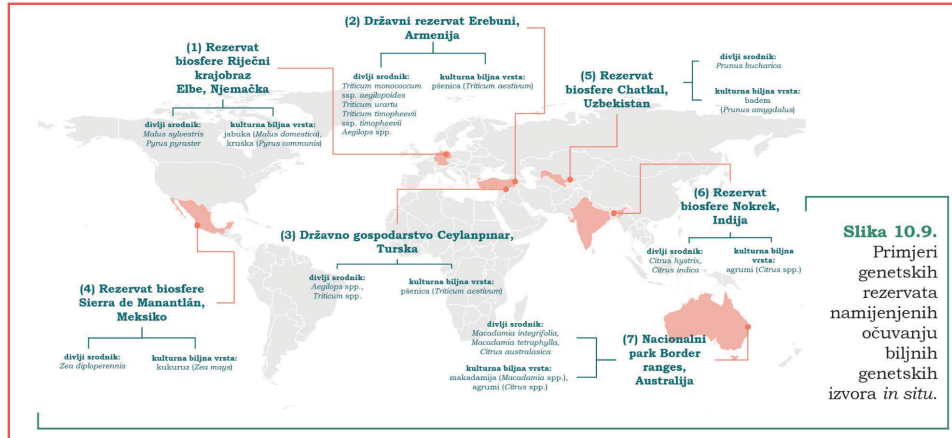 (1) Rezervat
biosfere Riječni
krajobraz
Elbe, Njemačka
divlji srodnik:
Malus sylvestris
Pyrus pyraster
kulturna biljna vrsta:
jabuka (Malus domestica),
kruška (Pyrus communis)
(2) Državni rezervat Erebuni,
Armenija
divlji srodnik:
Triticum monococcum
ssp. aegilopoides
Triticum urartu
Triticum timopheevii
ssp. timopheevii
Aegilops spp.
kulturna biljna vrsta:
pšenica (Triticum aestivum)
(5) Rezervat
biosfere Chatkal,
Uzbekistan
divlji srodnik:
Prunus bucharica
kulturna biljna
vrsta:
badem
(Prunus amygdalus)
(6) Rezervat
biosfere Nokrek,
Indija
divlji srodnik:
Citrus hystrix,
Citrus indica
kulturna biljna
vrsta:
agrumi (Citrus spp.)
(3) Državno gospodarstvo Ceylanpınar,
Turska
divlji srodnik:
Aegilops spp.,
Triticum spp.
kulturna biljna vrsta:
pšenica (Triticum aestivum)
(4) Rezervat biosfere
Sierra de Manantlán,
Meksiko
divlji srodnik:
Zea diploperennis
kulturna biljna vrsta:
kukuruz (Zea mays)
divlji srodnik:
Macadamia integrifolia,
Macadamia tetraphylla,
Citrus australasica
kulturna biljna vrsta:
makadamija (Macadamia spp.),
agrumi (Citrus spp.)
(7) Nacionalni
park Border
ranges,
Australija
Slika 10.9.
Primjeri
genetskih
rezervata
namijenjenih
očuvanju
biljnih
genetskih
izvora in situ.